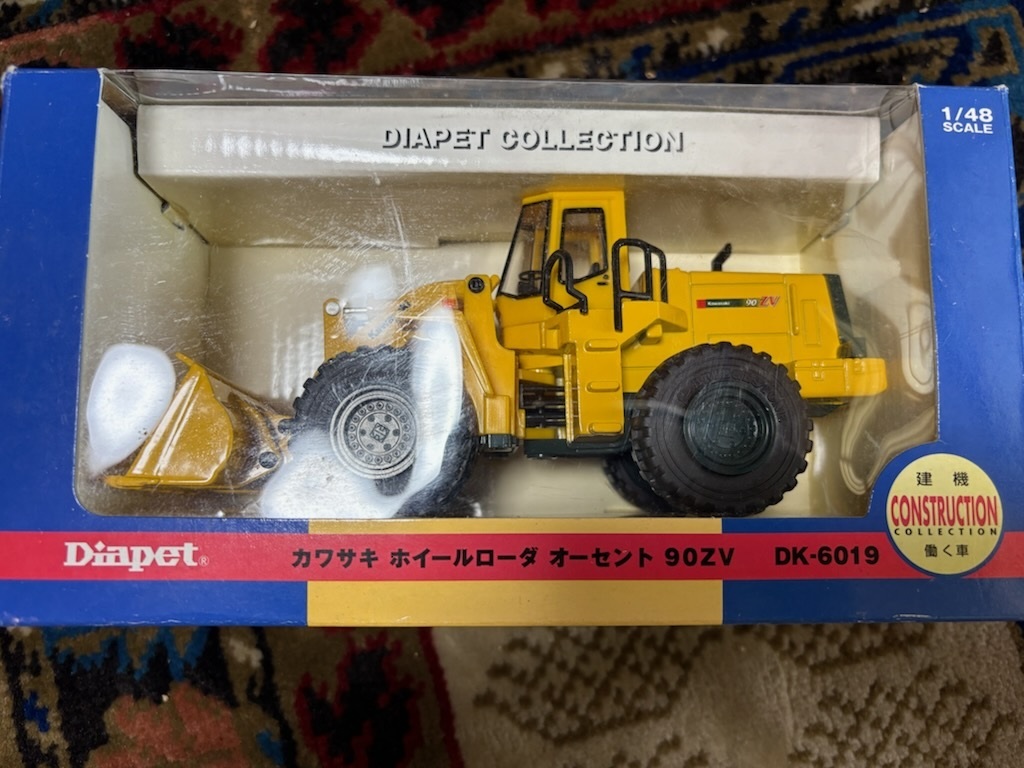 DIAPET COLLECTION
1/48
SCALE
Kawasaki 90ZV
建機
CONSTRUCTION
COLLECTION
働く車
Diapet® カワサキ ホイールローダ オーセント 90ZV DK-6019